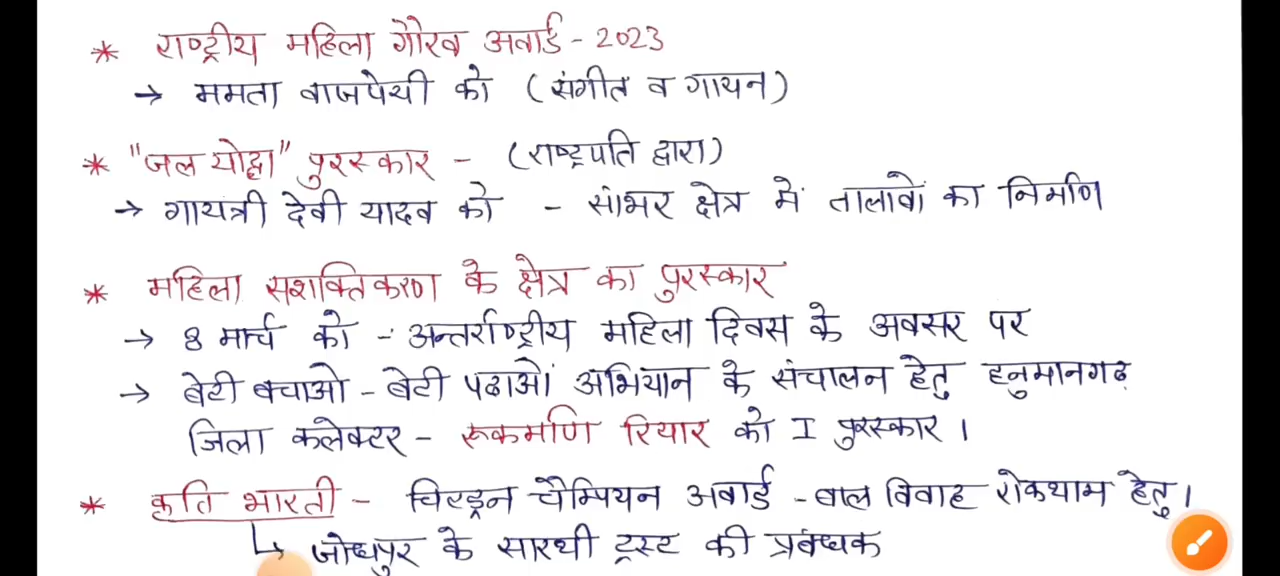 * राष्ट्रीय महिला गौरव अवार्ड - 2023
→ ममता वाजपेयी को (संगीत व गायन)
* "जल योद्धा" पुरस्कार - (राष्ट्रपति द्वारा)
→ गायत्री देवी यादव को - सांभर क्षेत्र में तालाबों का निर्माण
* महिला सशक्तिकरण के क्षेत्र का पुरस्कार
→ 8 मार्च को - अन्तर्राष्ट्रीय महिला दिवस के अवसर पर
→ बेटी बचाओ - बेटी पढाओं अभियान के संचालन हेतु हनुमानगढ़
जिला कलेक्टर - रूकमणि रियार को I पुरस्कार ।
* कृति भारती - चिल्ड्रन चैम्पियन अवार्ड - बाल विवाह रोकथाम हेतु ।
↳ जोधपुर के सारथी ट्रस्ट की प्रबंधक